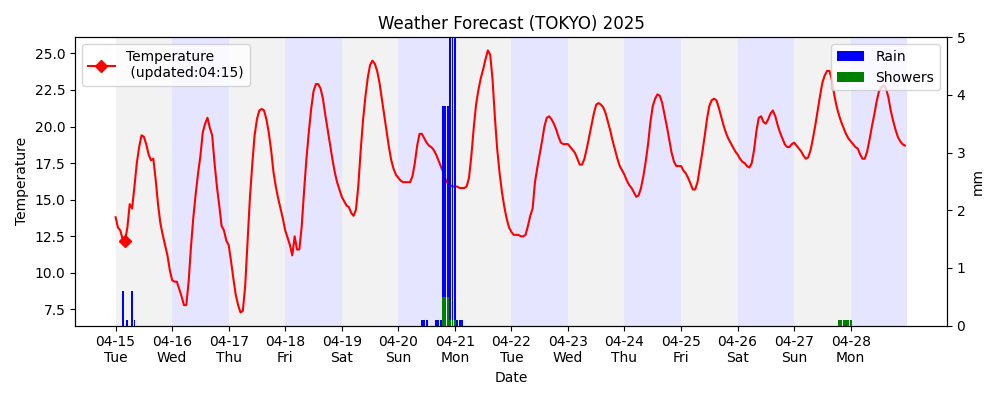 Weather Forecast (TOKYO) 2025
Temperature
(updated:04:15)
Rain
Showers
Temperature
25.0
22.5
20.0
17.5
15.0
12.5
10.0
7.5
5
4
3
2
1
0
mm
04-15 04-16 04-17 04-18 04-19 04-20 04-21 04-22 04-23 04-24 04-25 04-26 04-27 04-28
Tue Wed Thu Fri Sat Sun Mon Tue Wed Thu Fri Sat Sun Mon
Date